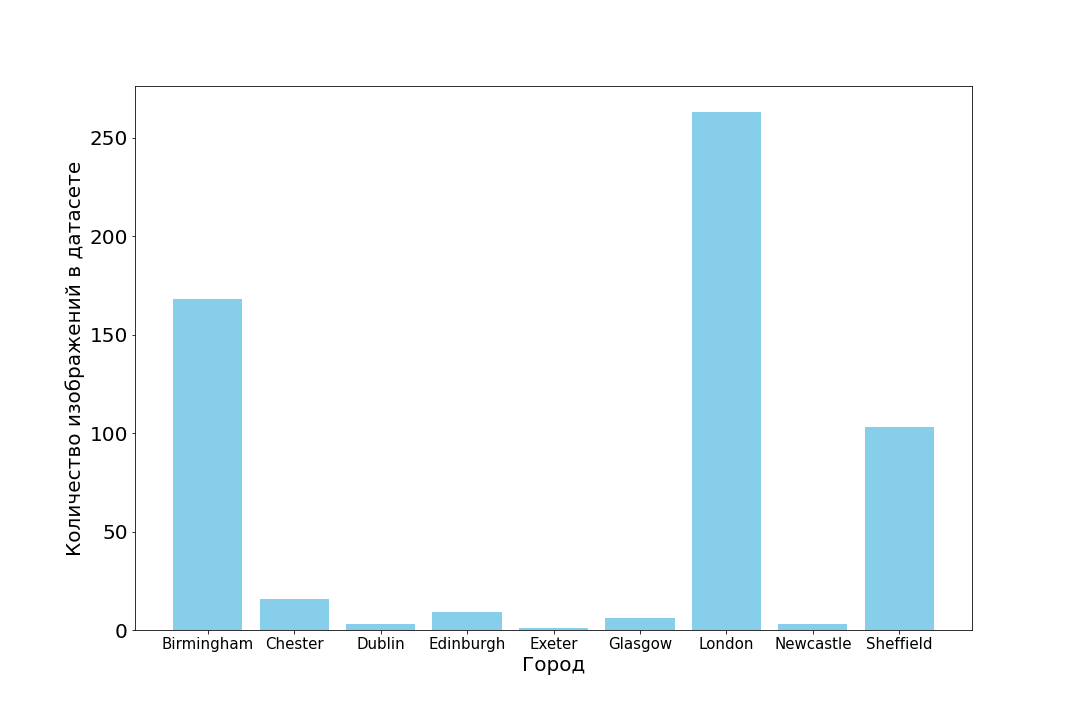 Количество изображений в датасете
250
200
150
100
50
0
Birmingham Chester Dublin Edinburgh Exeter Glasgow London Newcastle Sheffield
Город